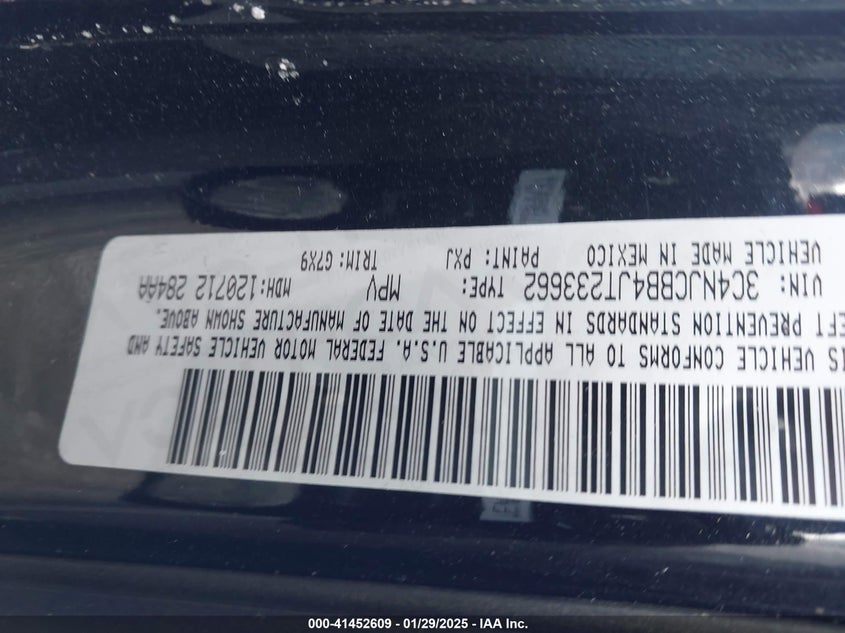 IS VEHICLE CONFORMS TO ALL APPLICABLE U.S.A. FEDERAL MOTOR VEHICLE SAFETY AND
EFT PREVENTION STANDARDS IN EFFECT ON THE DATE OF MANUFACTURE SHOWN ABOVE.
VIN: 3C4NJCBB4JT233662 TYPE: MPV MDH:120712 284AA
VEHICLE MADE IN MEXICO PAINT: PXJ TRIM: G7X9
000-41452609 - 01/29/2025 - IAA Inc.